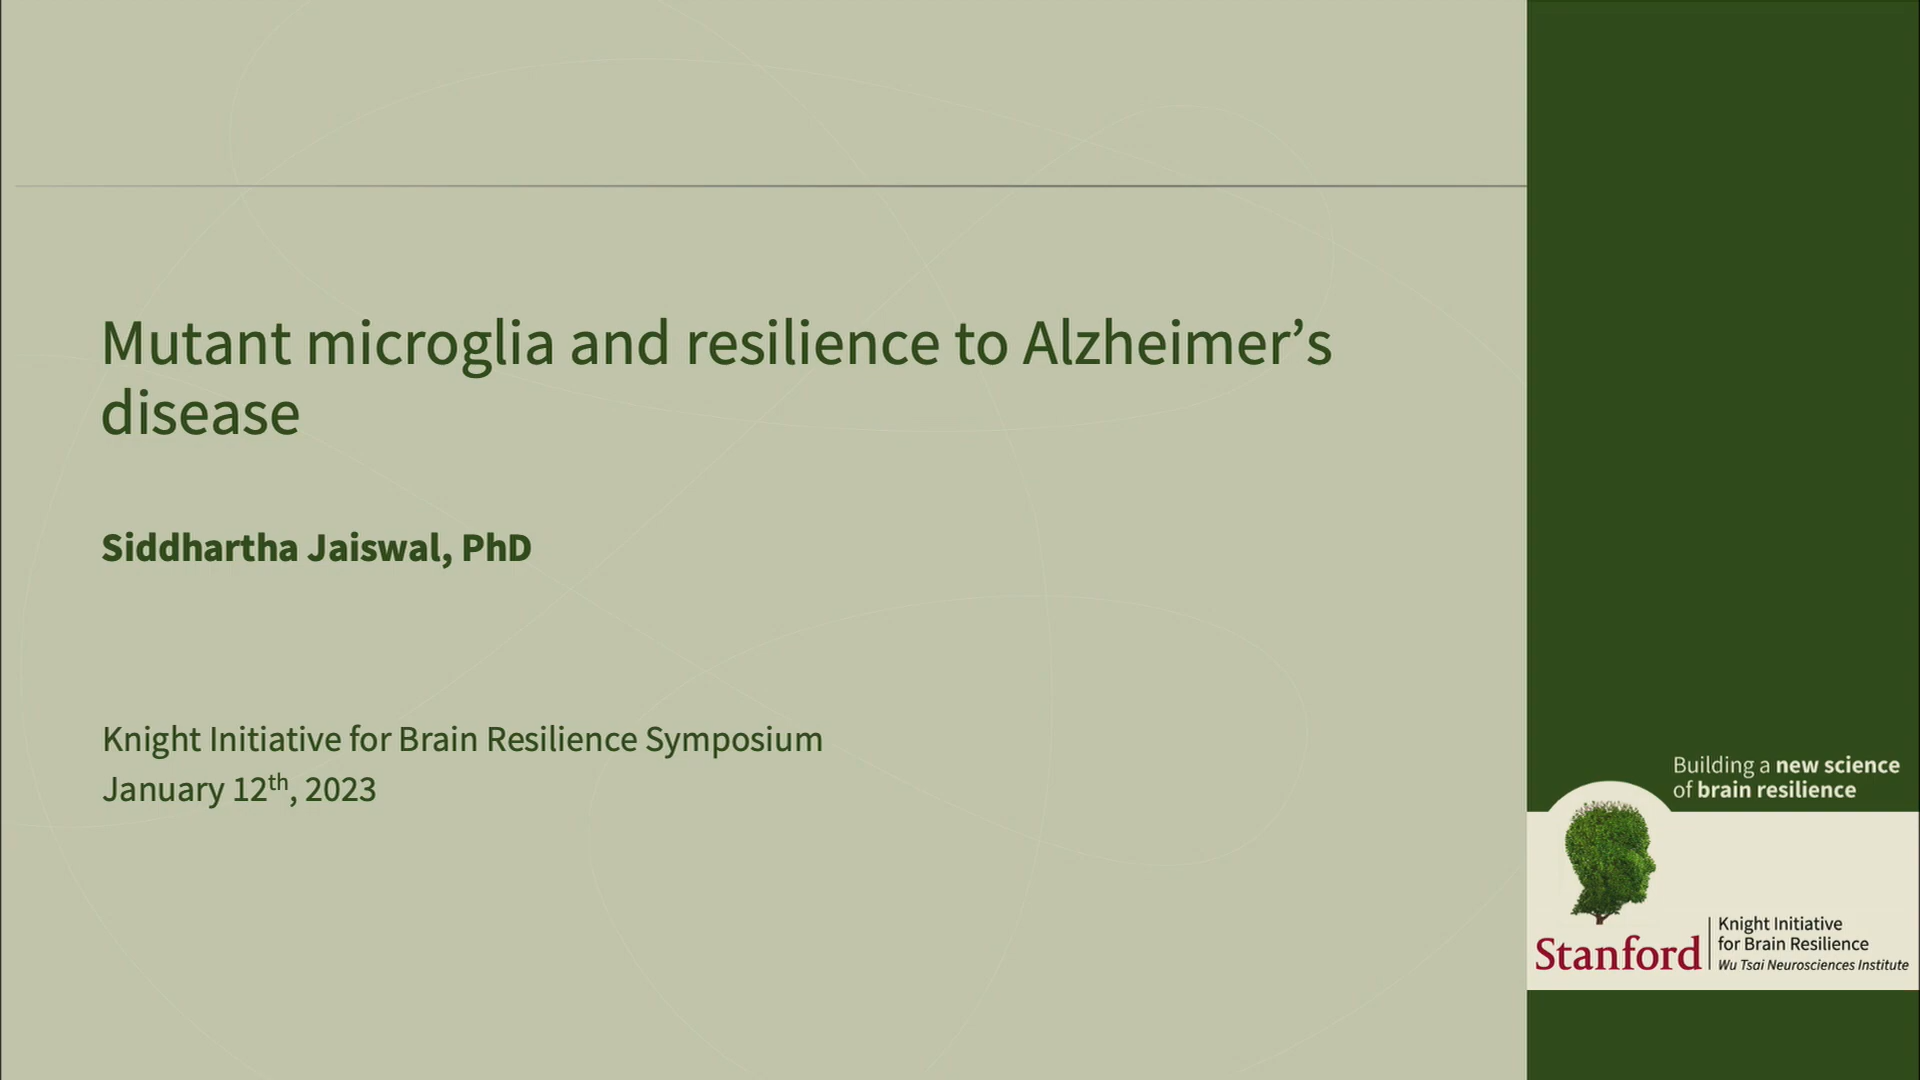 Mutant microglia and resilience to Alzheimer’s
disease
Siddhartha Jaiswal, PhD
Knight Initiative for Brain Resilience Symposium
January 12th, 2023
Building a new science
of brain resilience
Stanford
Knight Initiative
for Brain Resilience
Wu Tsai Neurosciences Institute